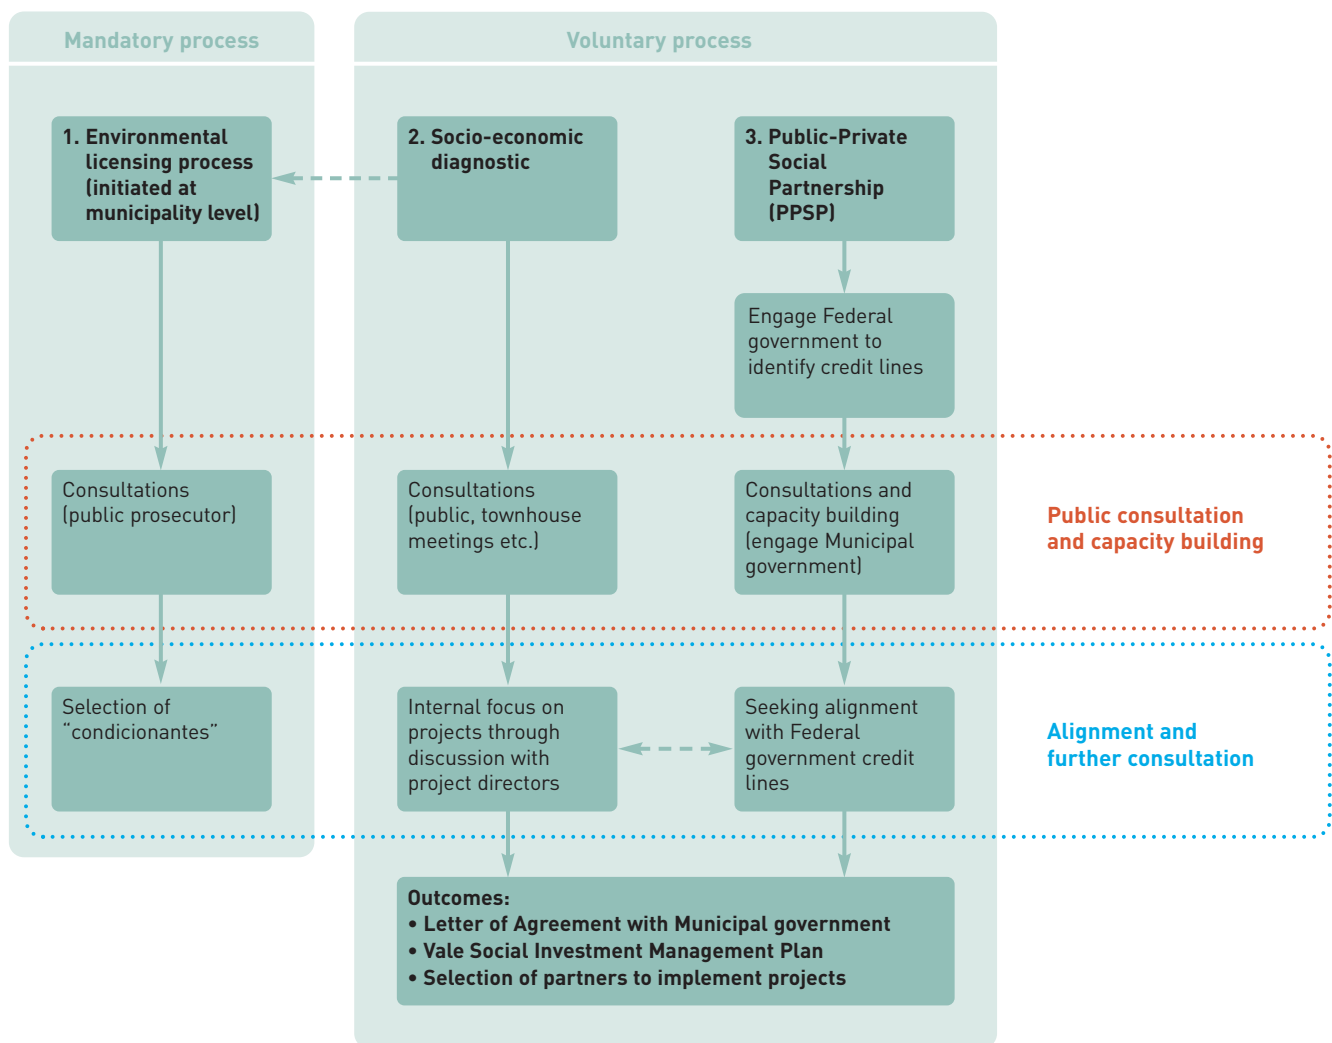 Mandatory process
Voluntary process
1. Environmental
licensing process
(initiated at
municipality level)
2. Socio-economic
diagnostic
3. Public-Private
Social
Partnership
(PPSP)
Engage Federal
government to
identify credit lines
Consultations
(public prosecutor)
Consultations
(public, townhouse
meetings etc.)
Consultations and
capacity building
(engage Municipal
government)
Public consultation
and capacity building
Selection of
“condicionantes”
Internal focus on
projects through
discussion with
project directors
Seeking alignment
with Federal
government credit
lines
Alignment and
further consultation
Outcomes:
• Letter of Agreement with Municipal government
• Vale Social Investment Management Plan
• Selection of partners to implement projects